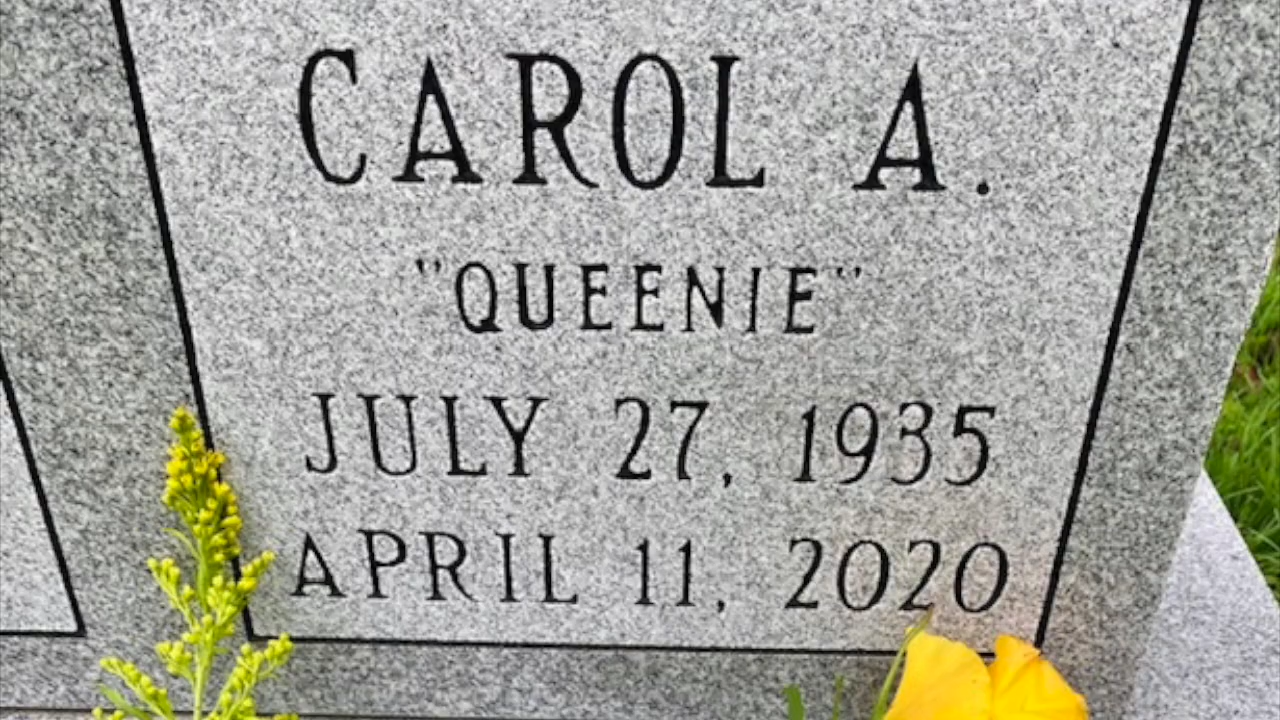 CAROL A.
"QUEENIE"
JULY 27, 1935
APRIL 11, 2020